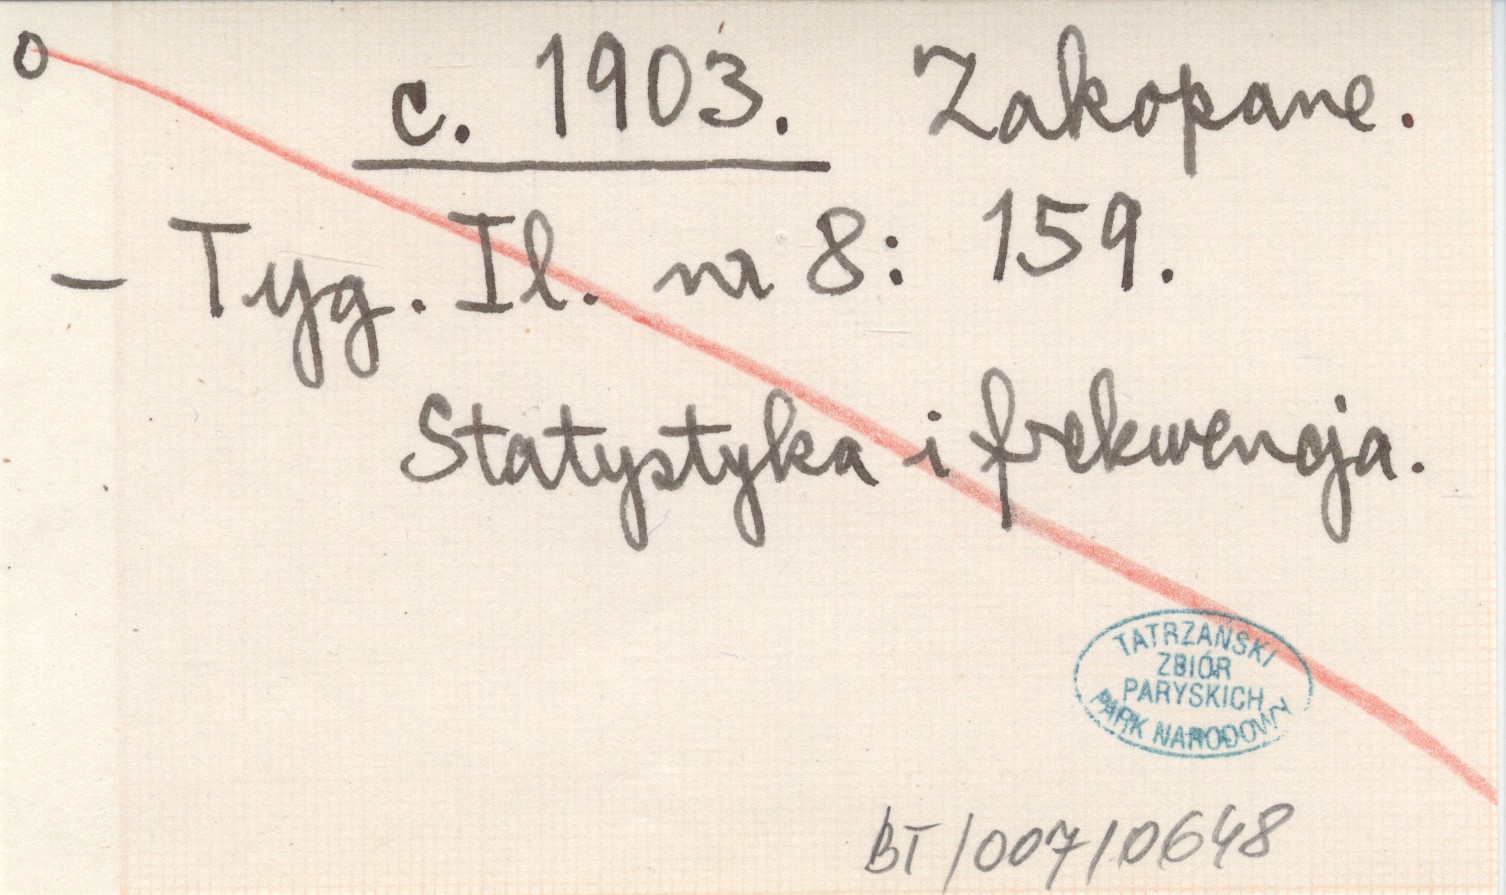 o c. 1903. Zakopane.
– Tyg. Il. nr 8: 159.
Statystyka i frekwencja.
TATRZAŃSKI
ZBIÓR
PARYSKICH
PARK NARODOWY
BT/007/0648